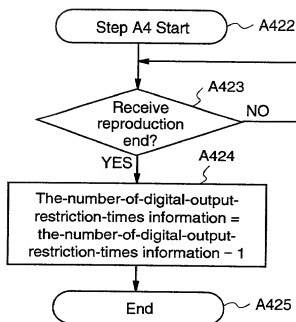 Step A4 Start
A422
A423
Receive
reproduction
end?
NO
YES
A424
The-number-of-digital-output-
restriction-times information =
the-number-of-digital-output-
restriction-times information − 1
End
A425